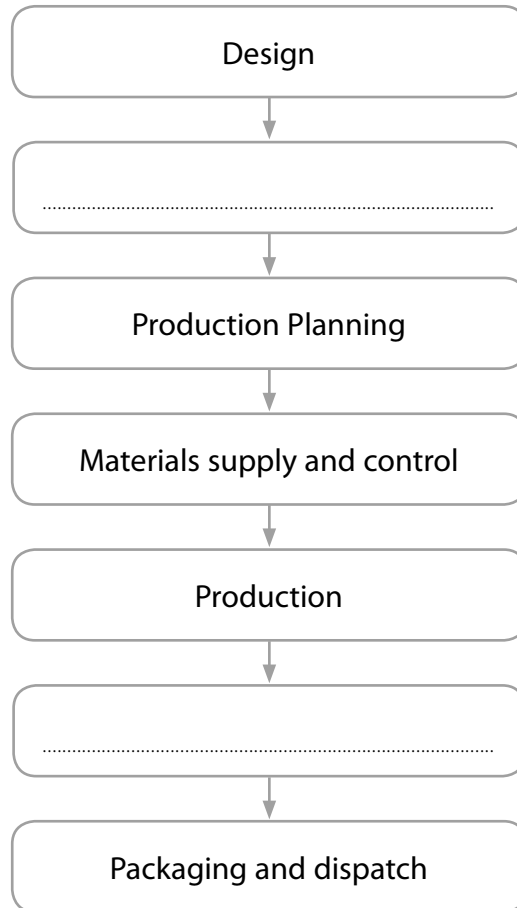 Design
Production Planning
Materials supply and control
Production
Packaging and dispatch